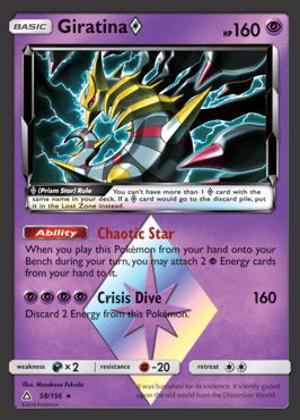 BASIC Giratina HP160
(Prism Star) Rule You can't have more than 1 card with the
same name in your deck. If a card would go to the discard pile, put
it in the Lost Zone instead.
Ability Chaotic Star
When you play this Pokémon from your hand onto your
Bench during your turn, you may attach 2 Energy cards
from your hand to it.
Crisis Dive 160
Discard 2 Energy from this Pokémon.
weakness ×2 resistance -20 retreat
Illus. Masakazu Fukuda
58/156
©2018 Pokémon
It was banished for its violence. It silently gazed
upon the old world from the Distortion World.